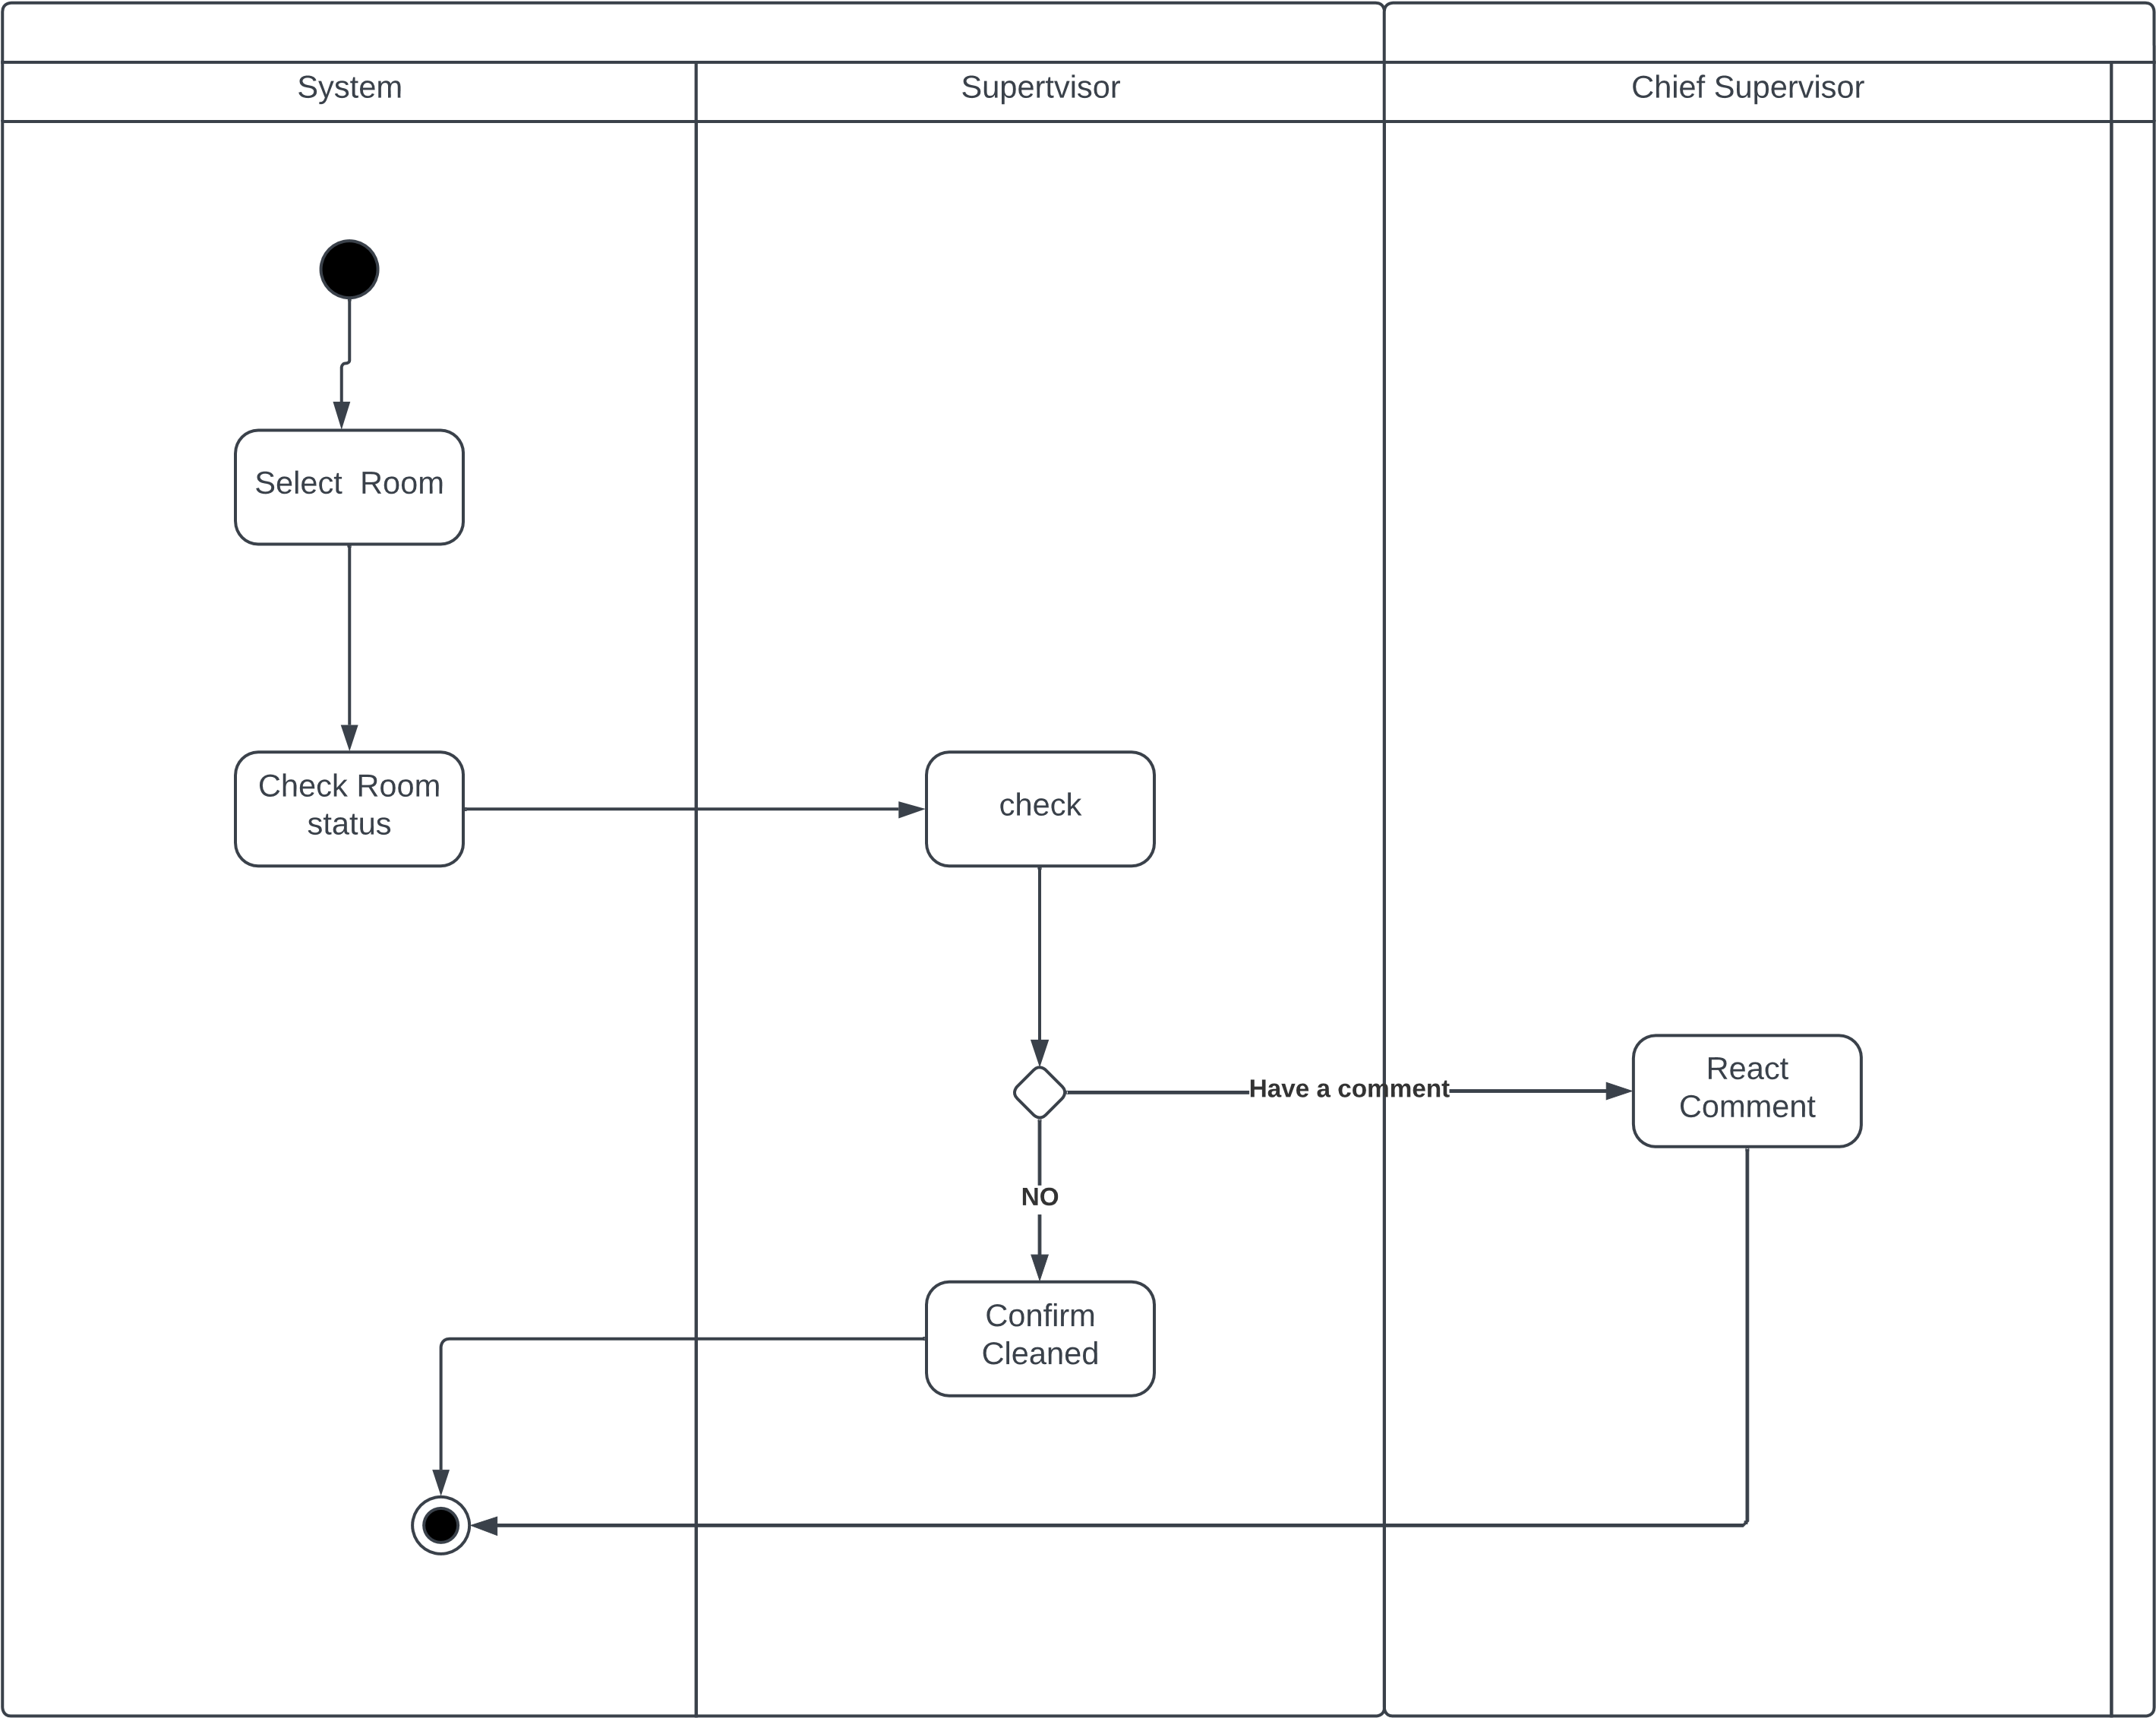 System
Supertvisor
Chief Supervisor
Select  Room
Check Room
status
check
Have a comment
React
Comment
NO
Confirm
Cleaned